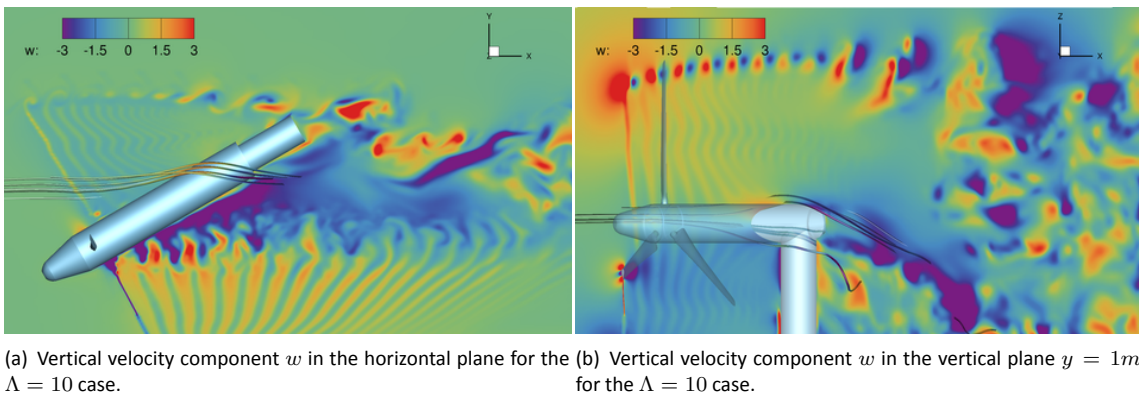 w: -3 -1.5 0 1.5 3
Y
X
w: -3 -1.5 0 1.5 3
Z
X
(a) Vertical velocity component w in the horizontal plane for the
Λ = 10 case.
(b) Vertical velocity component w in the vertical plane y = 1m
for the Λ = 10 case.